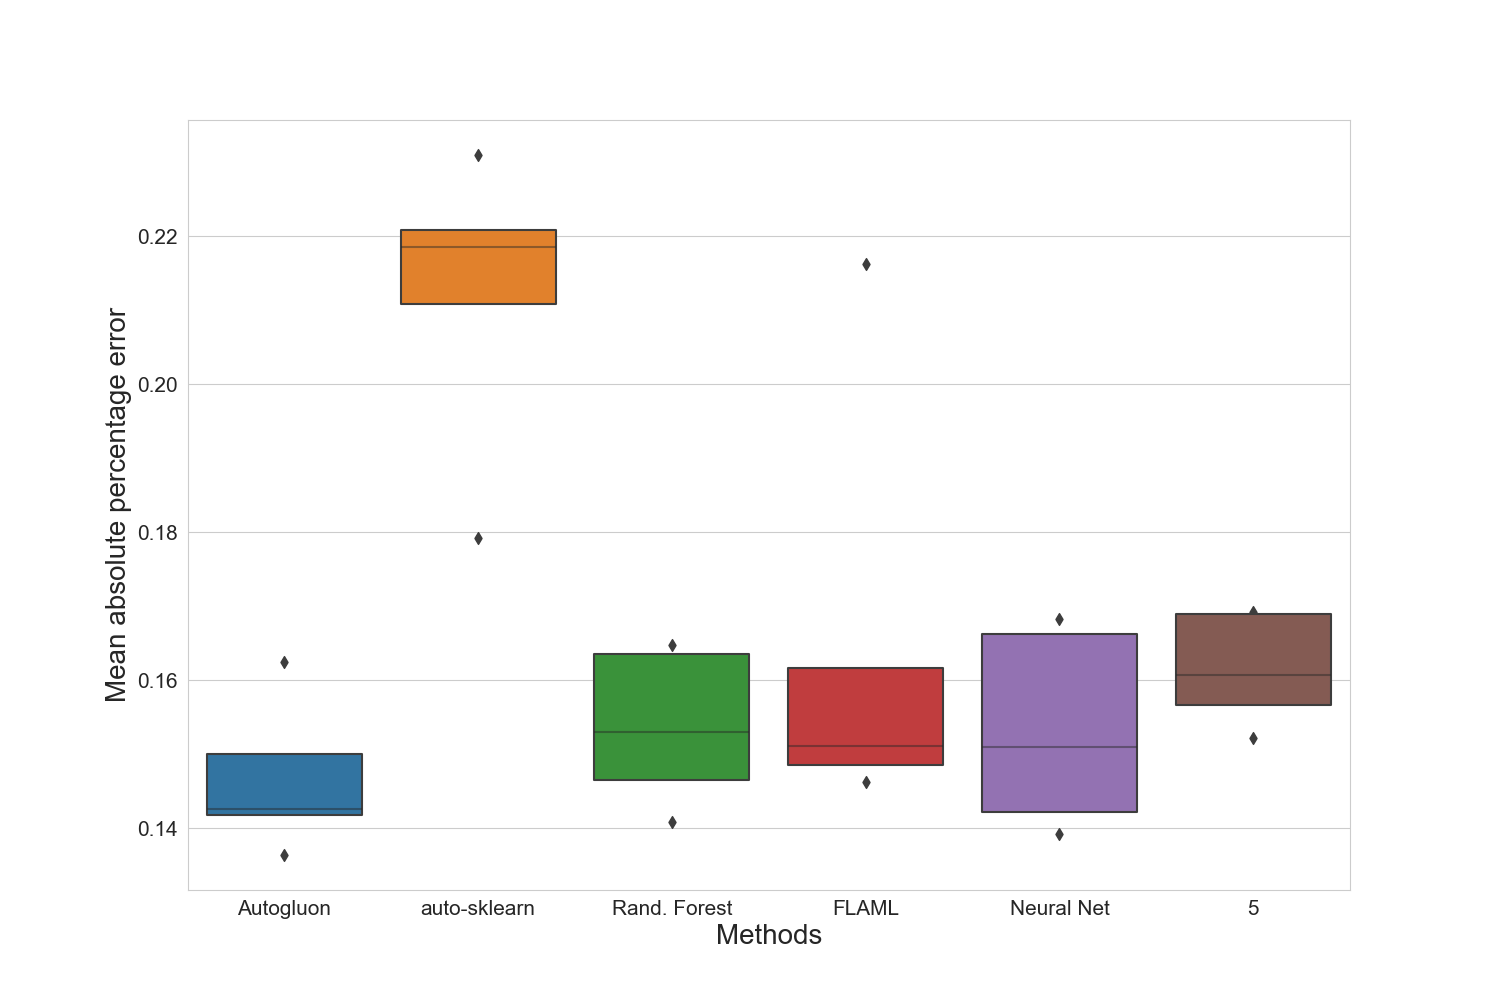 Mean absolute percentage error
0.22
0.20
0.18
0.16
0.14
Autogluon auto-sklearn Rand. Forest FLAML Neural Net 5
Methods